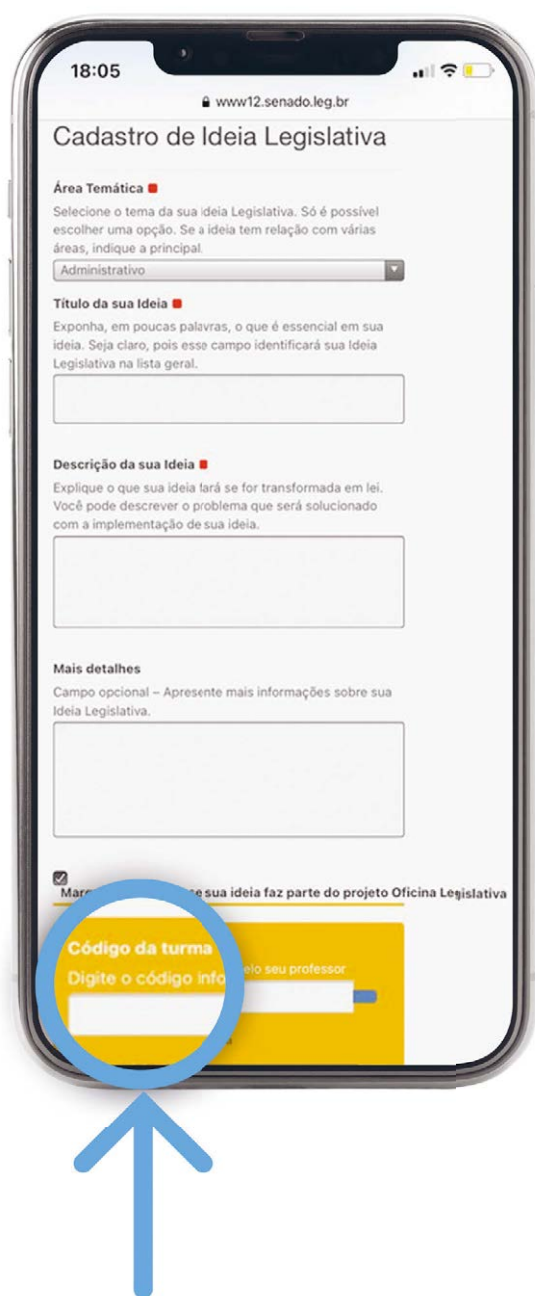 18:05
www12.senado.leg.br
Cadastro de Ideia Legislativa
Área Temática
Selecione o tema da sua Ideia Legislativa. Só é possível
escolher uma opção. Se a ideia tem relação com várias
áreas, indique a principal.
Administrativo
Título da sua Ideia
Exponha, em poucas palavras, o que é essencial em sua
ideia. Seja claro, pois esse campo identificará sua Ideia
Legislativa na lista geral.
Descrição da sua Ideia
Explique o que sua ideia fará se for transformada em lei.
Você pode descrever o problema que será solucionado
com a implementação de sua ideia.
Mais detalhes
Campo opcional – Apresente mais informações sobre sua
Ideia Legislativa.
sua ideia faz parte do projeto Oficina Legislativa
Código da turma
Digite o código info elo seu professor